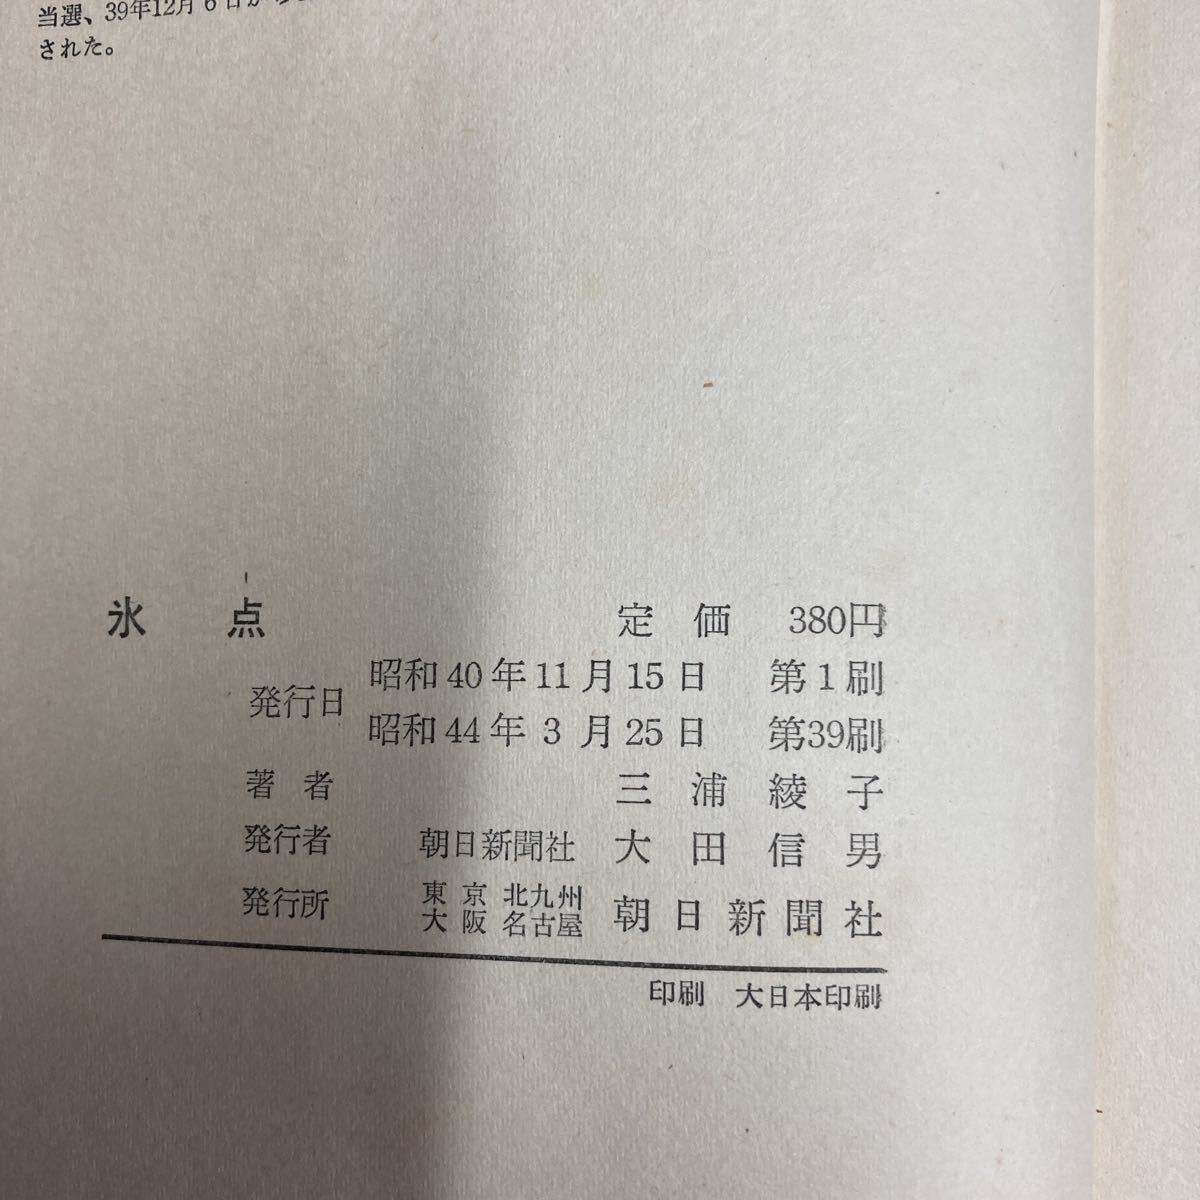 当選、39年12月6日から
された。
氷点 定価 380円
発行日 昭和40年11月15日 第1刷
昭和44年3月25日 第39刷
著者 三浦綾子
発行者 朝日新聞社 大田信男
発行所 東京 北九州 大阪 名古屋 朝日新聞社
印刷 大日本印刷